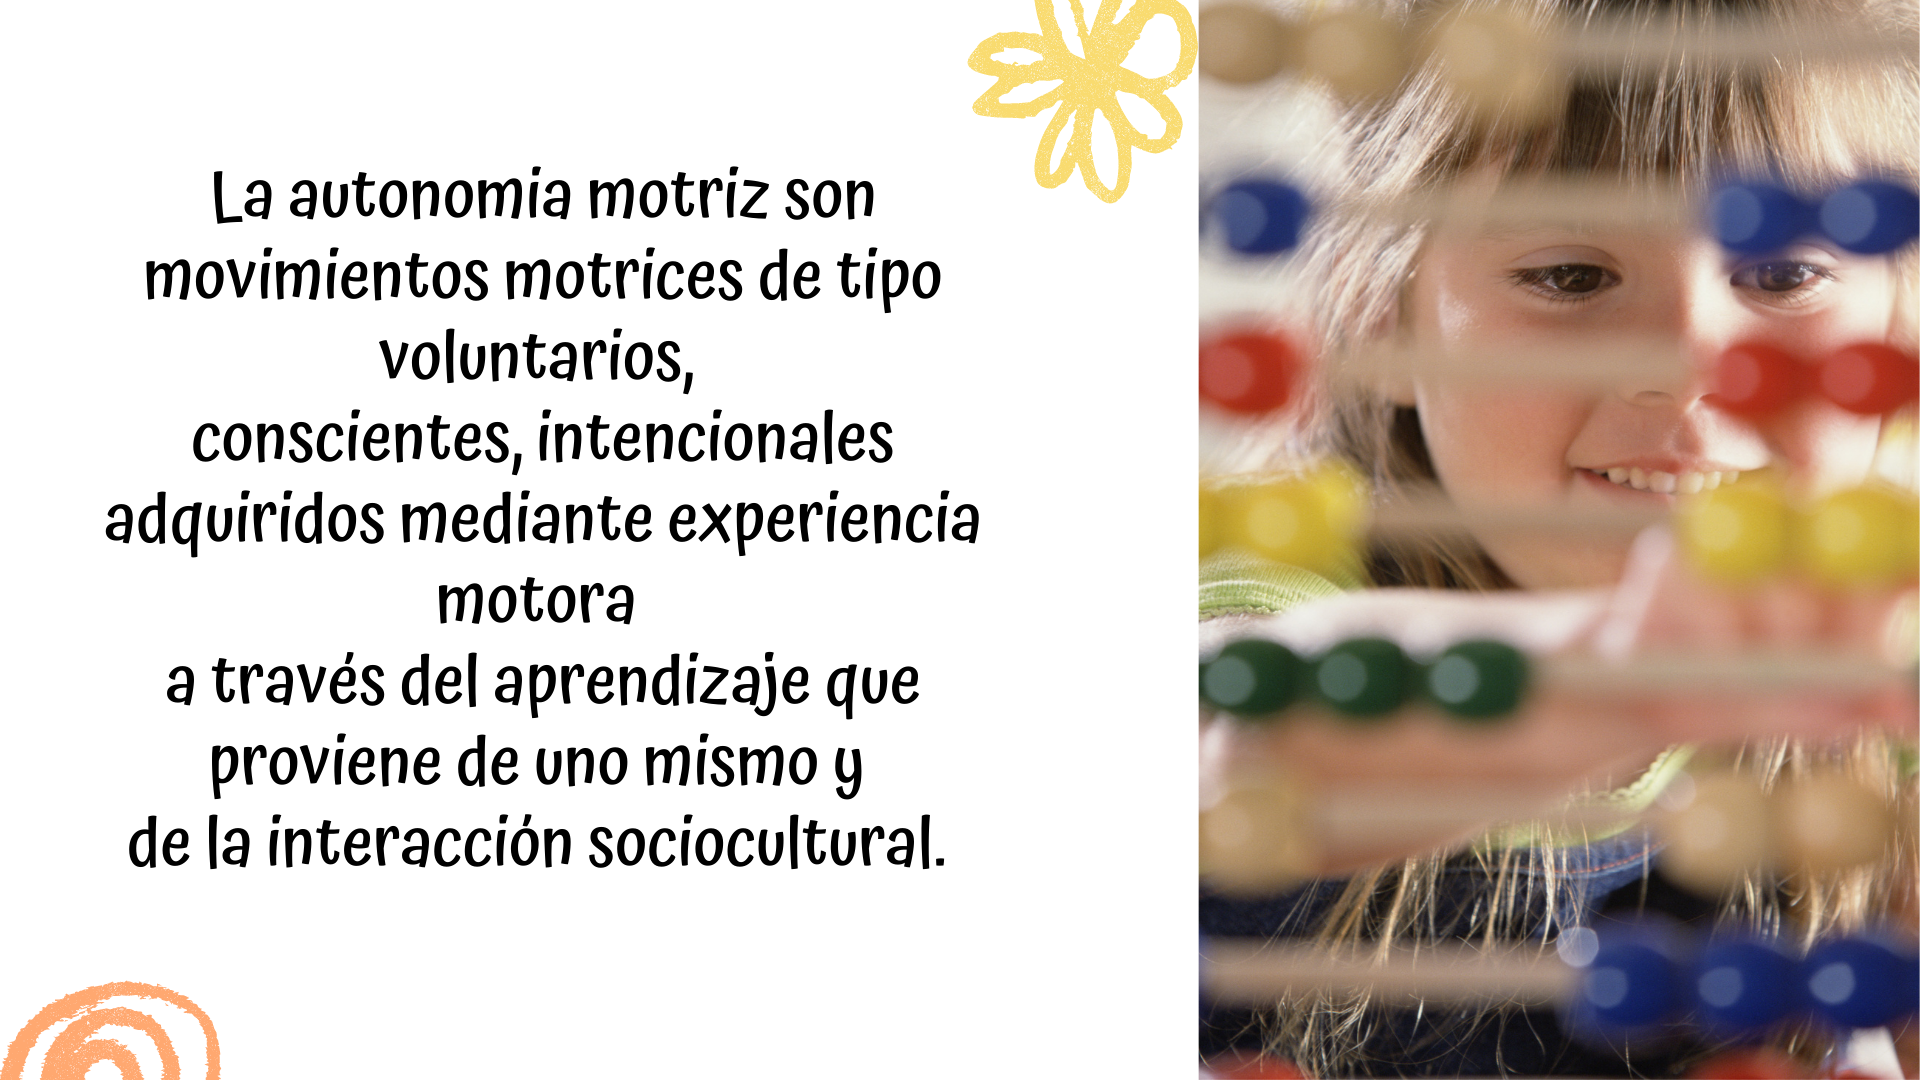 La autonomia motriz son
movimientos motrices de tipo
voluntarios,
conscientes, intencionales
adquiridos mediante experiencia
motora
a través del aprendizaje que
proviene de uno mismo y
de la interacción sociocultural.